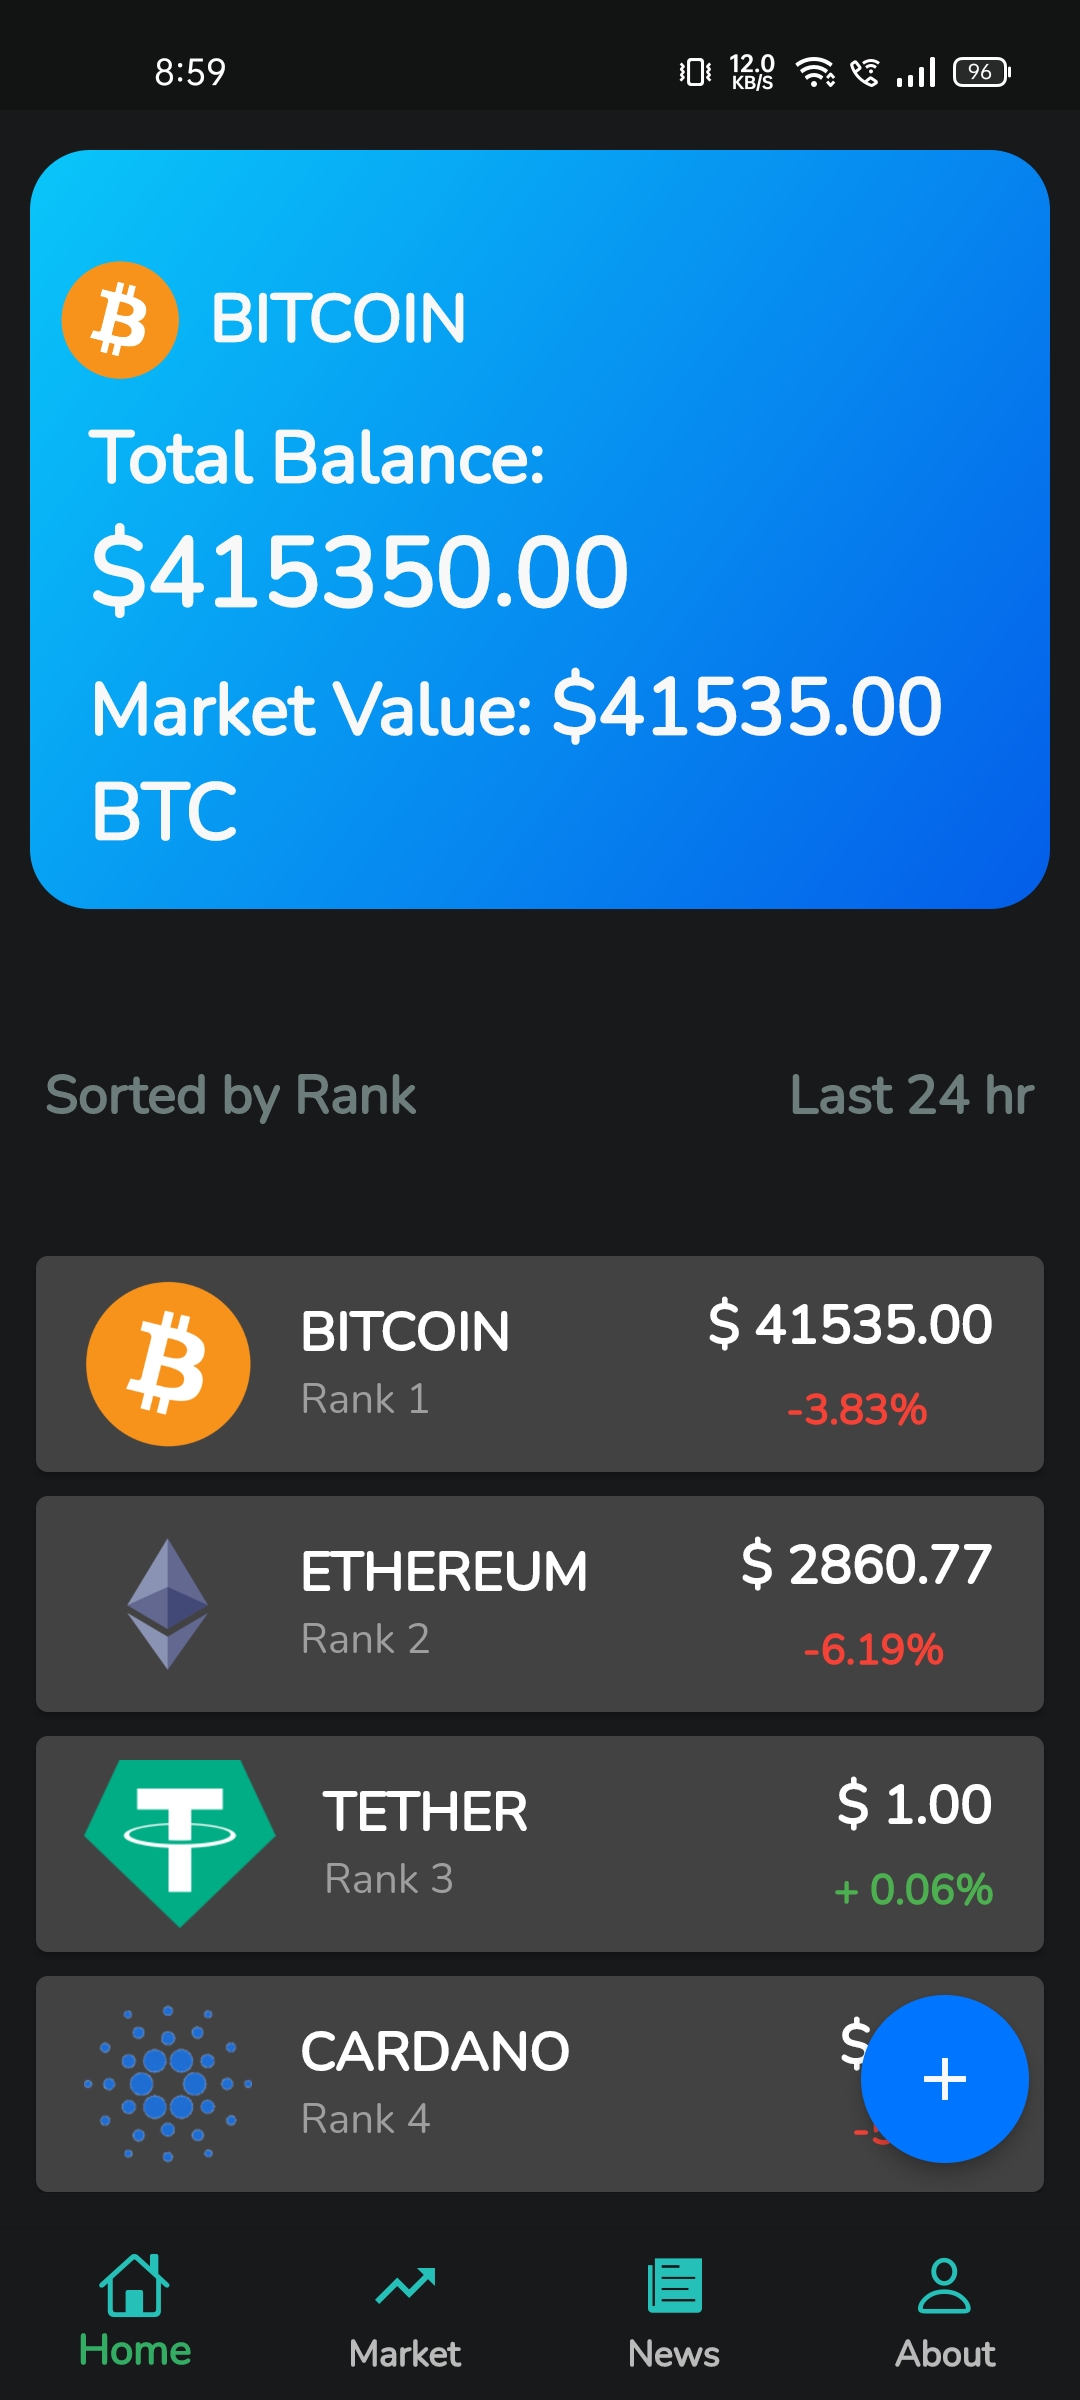 8:59
12.0
KB/S
96
BITCOIN
Total Balance:
$415350.00
Market Value: $41535.00
BTC
Sorted by Rank
Last 24 hr
BITCOIN
$ 41535.00
Rank 1
-3.83%
ETHEREUM
$ 2860.77
Rank 2
-6.19%
TETHER
$ 1.00
Rank 3
+ 0.06%
CARDANO
$
Rank 4
Home
Market
News
About